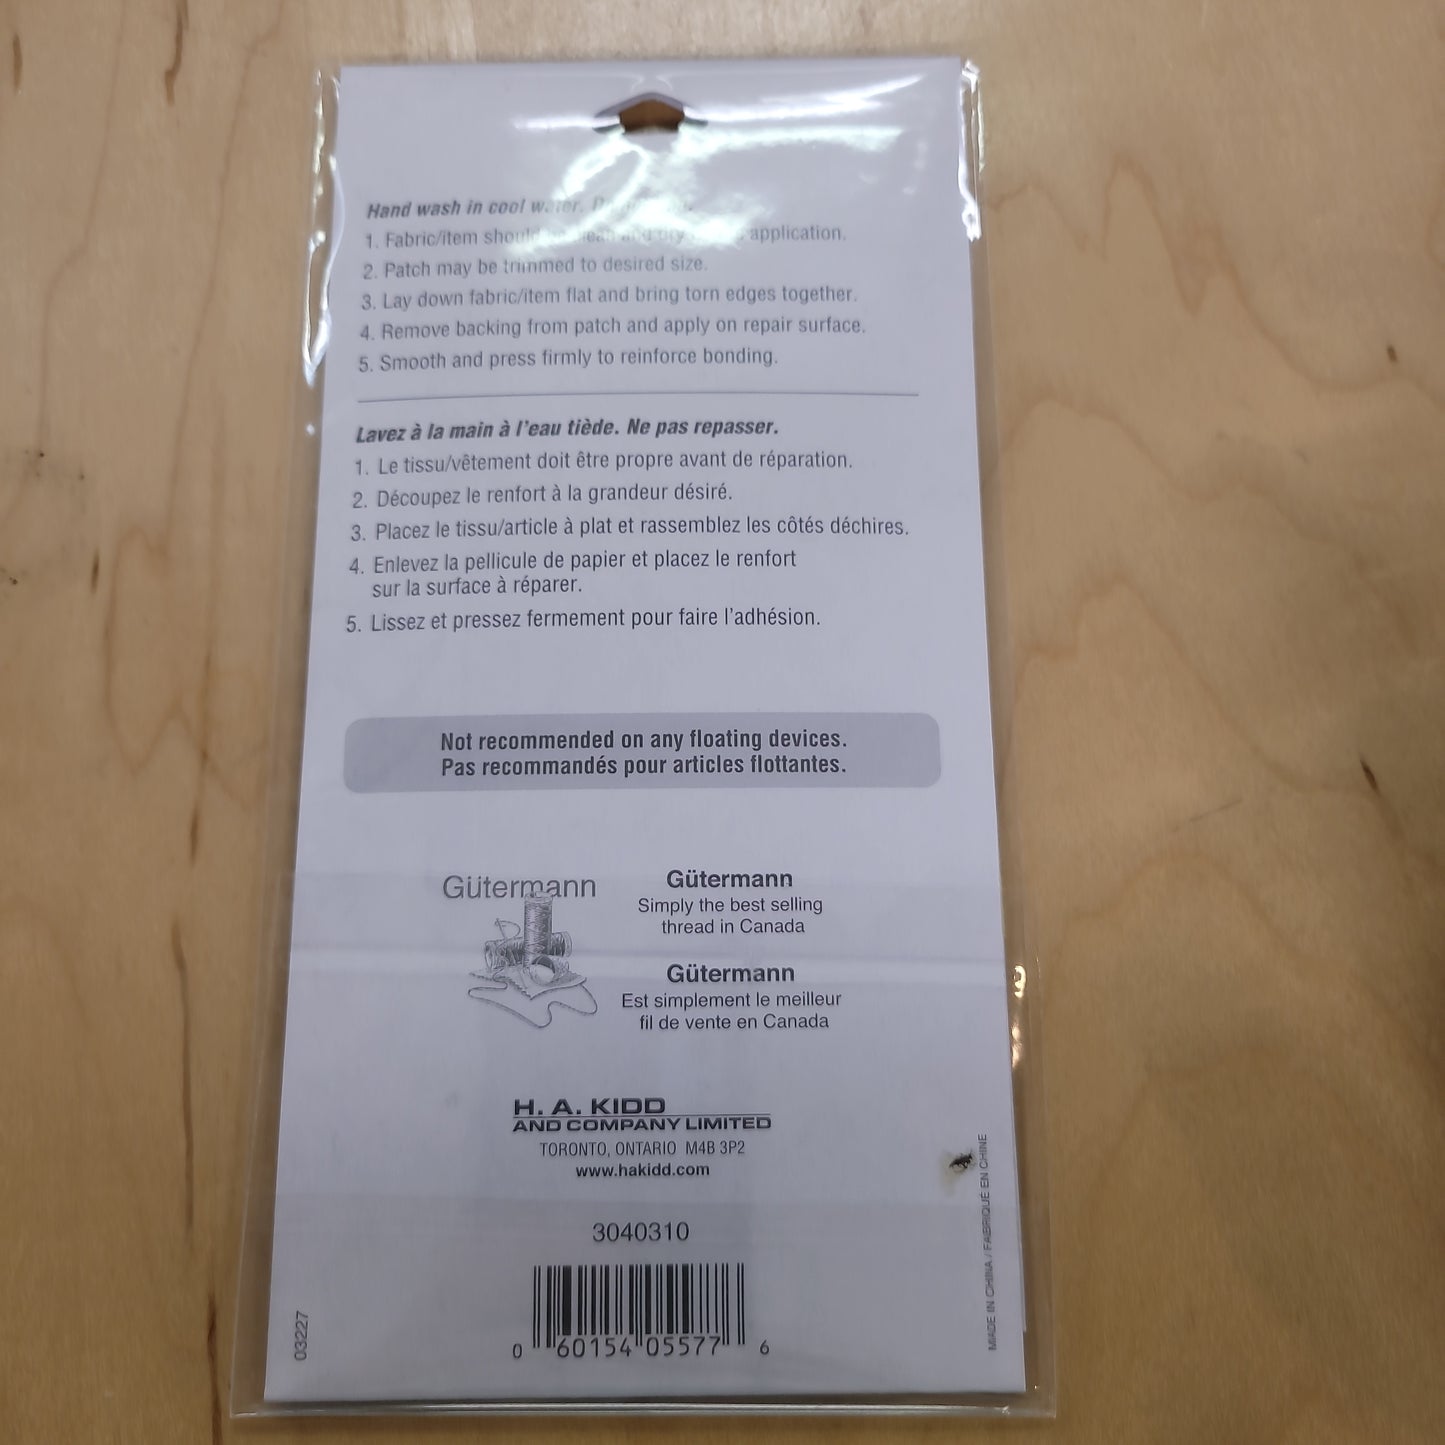 Hand wash in cool water.
1. Fabric/item should application.
2. Patch may be trimmed to desired size.
3. Lay down fabric/item flat and bring torn edges together.
4. Remove backing from patch and apply on repair surface.
5. Smooth and press firmly to reinforce bonding.
Lavez à la main à l'eau tiède. Ne pas repasser.
1. Le tissu/vêtement doit être propre avant de réparation.
2. Découpez le renfort à la grandeur désiré.
3. Placez le tissu/article à plat et rassemblez les côtés déchires.
4. Enlevez la pellicule de papier et placez le renfort
sur la surface à réparer.
5. Lissez et pressez fermement pour faire l'adhésion.
Not recommended on any floating devices.
Pas recommandés pour articles flottantes.
Gütermann
Gütermann
Simply the best selling
thread in Canada
Gütermann
Est simplement le meilleur
fil de vente en Canada
H. A. KIDD
AND COMPANY LIMITED
TORONTO, ONTARIO M4B 3P2
www.hakidd.com
3040310
0 60154 05577 6
03227
MADE IN CHINA / FABRIQUÉ EN CHINE